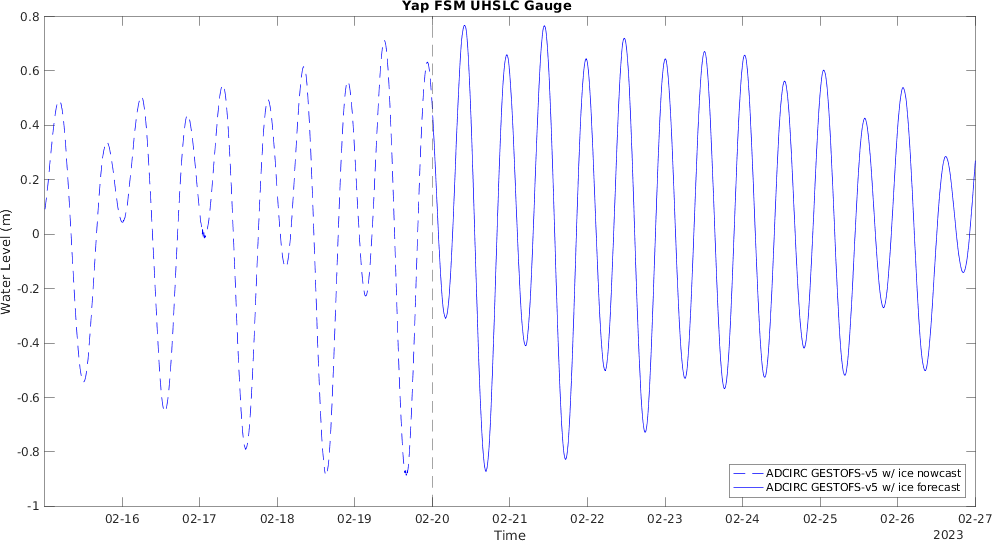 Yap FSM UHSLC Gauge
0.8
0.6
0.4
0.2
0
-0.2
-0.4
-0.6
-0.8
-1
Water Level (m)
02-16 02-17 02-18 02-19 02-20 02-21 02-22 02-23 02-24 02-25 02-26 02-27
Time
2023
ADCIRC GESTOFS-v5 w/ ice nowcast
ADCIRC GESTOFS-v5 w/ ice forecast